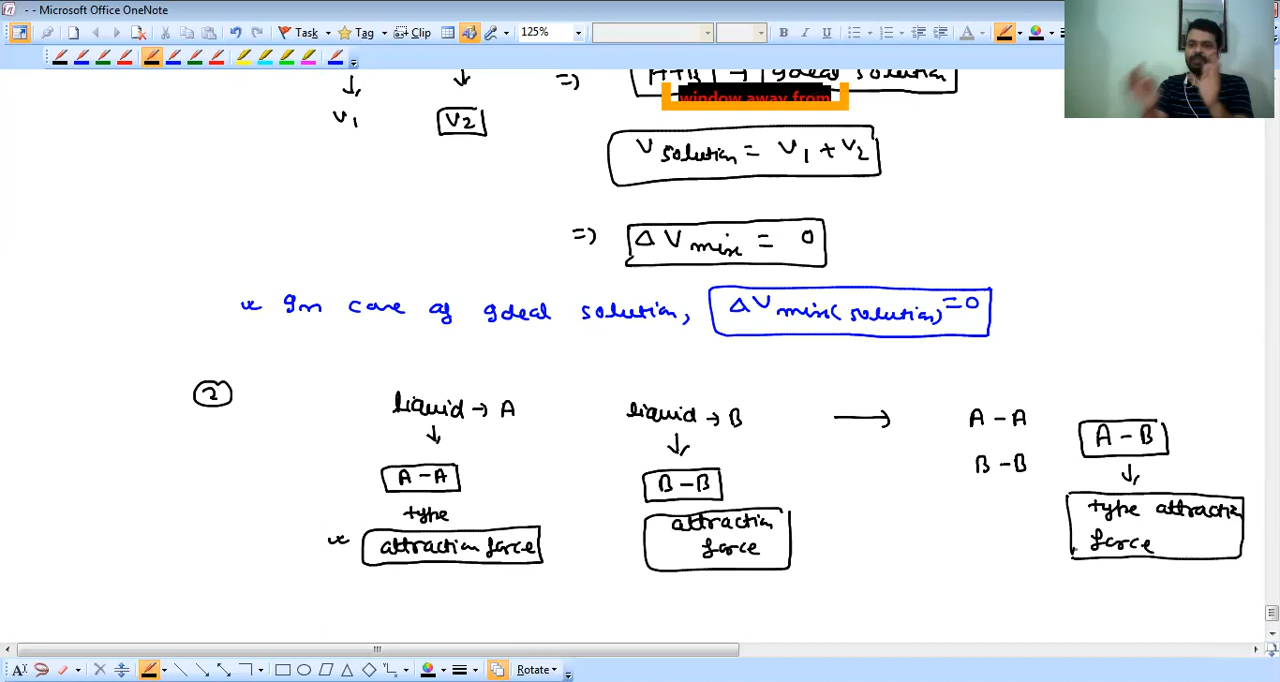 - - Microsoft Office OneNote
Task Tag Clip 125% B I U
V1 V2 => A+B → Ideal solution
window away from
V solution = V1 + V2
=) ΔV mix = 0
* In case of Ideal solution, ΔV mix(solution) = 0
2
liquid → A liquid → B → A - A A - B
B - B
A - A B - B
type attraction type attraction
* attraction force force force
Rotate